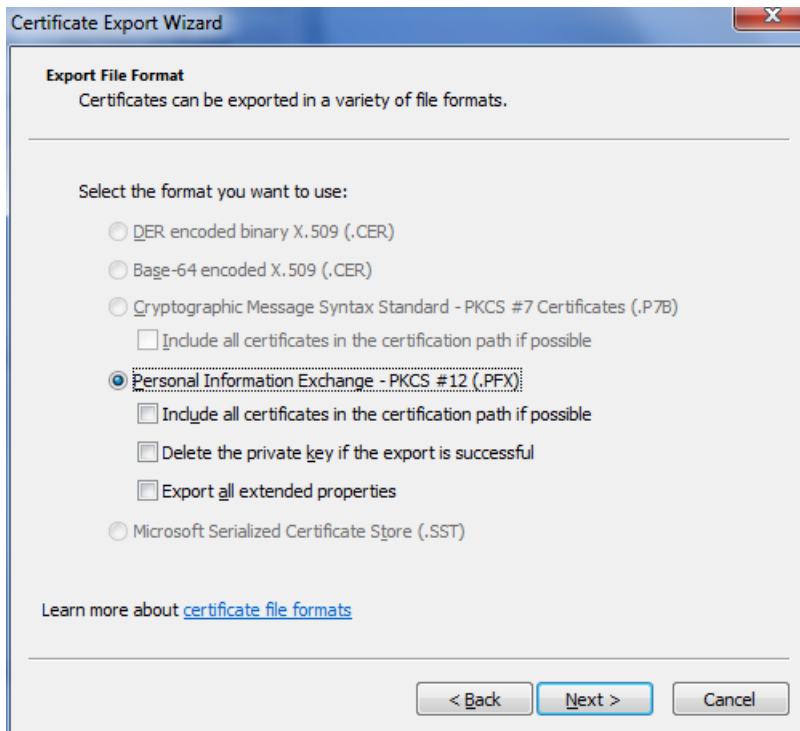 Certificate Export Wizard
Export File Format
Certificates can be exported in a variety of file formats.
Select the format you want to use:
DER encoded binary X.509 (.CER)
Base-64 encoded X.509 (.CER)
Cryptographic Message Syntax Standard - PKCS #7 Certificates (.P7B)
Include all certificates in the certification path if possible
Personal Information Exchange - PKCS #12 (.PFX)
Include all certificates in the certification path if possible
Delete the private key if the export is successful
Export all extended properties
Microsoft Serialized Certificate Store (.SST)
Learn more about certificate file formats
< Back Next > Cancel